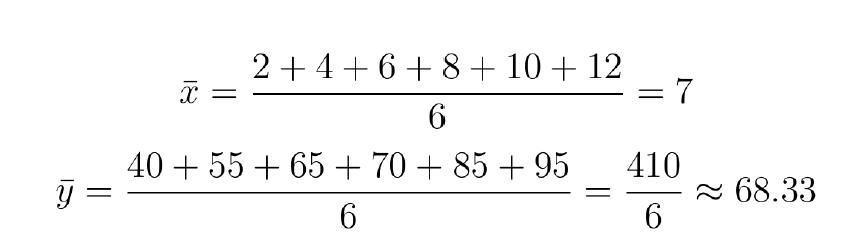 x̄ = (2 + 4 + 6 + 8 + 10 + 12)/6 = 7
ȳ = (40 + 55 + 65 + 70 + 85 + 95)/6 = 410/6 ≈ 68.33